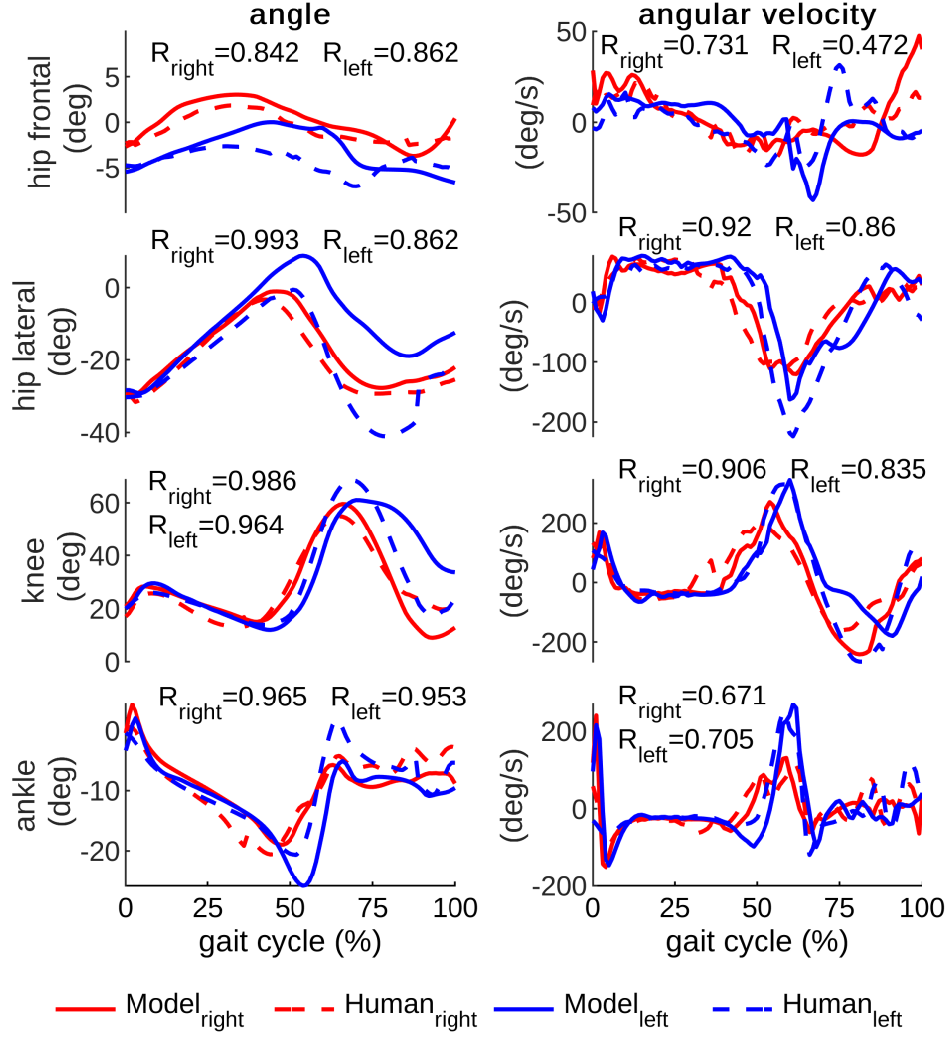 angle angular velocity
R_right=0.842 R_left=0.862 50 R_right=0.731 R_left=0.472
hip frontal
(deg)
5
0
-5
(deg/s)
0
-50
R_right=0.993 R_left=0.862 R_right=0.92 R_left=0.86
hip lateral
(deg)
0
-20
-40
(deg/s)
0
-100
-200
R_right=0.986 R_right=0.906 R_left=0.835
R_left=0.964
knee
(deg)
60
40
20
0
(deg/s)
200
0
-200
R_right=0.965 R_left=0.953 R_right=0.671
R_left=0.705
ankle
(deg)
0
-10
-20
(deg/s)
200
0
-200
0 25 50 75 100 0 25 50 75 100
gait cycle (%) gait cycle (%)
Model_right Human_right Model_left Human_left